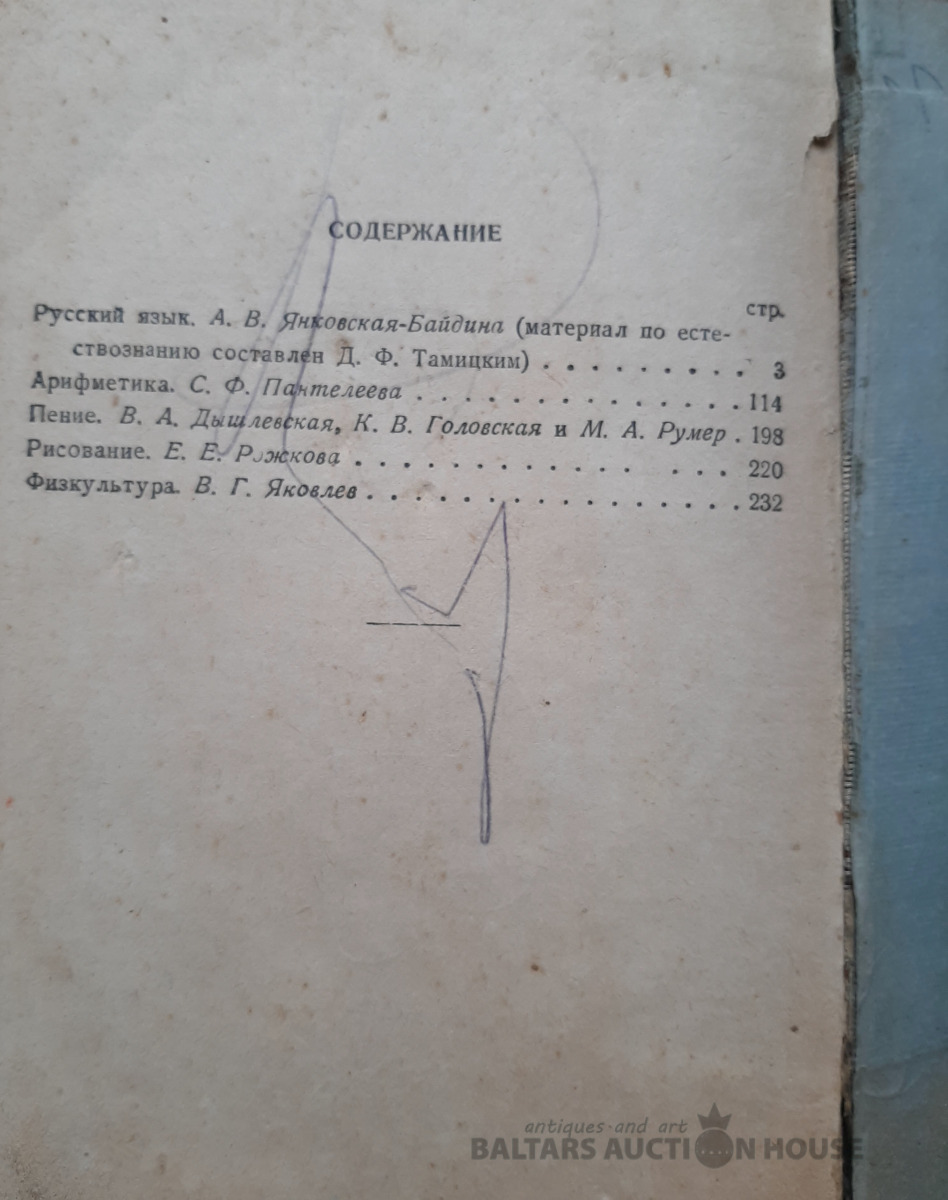 СОДЕРЖАНИЕ
стр.
Русский язык. А. В. Янковская-Байдина (материал по есте-
ствознанию составлен Д. Ф. Тамицким) . . . . . . . . . 3
Арифметика. С. Ф. Пантелеева . . . . . . . . . . . . . . 114
Пение. В. А. Дышлевская, К. В. Головская и М. А. Румер . 198
Рисование. Е. Е. Рожкова . . . . . . . . . . . . . . . 220
Физкультура. В. Г. Яковлев . . . . . . . . . . . . . . . . 232
antiques and art
BALTARS AUCTION HOUSE